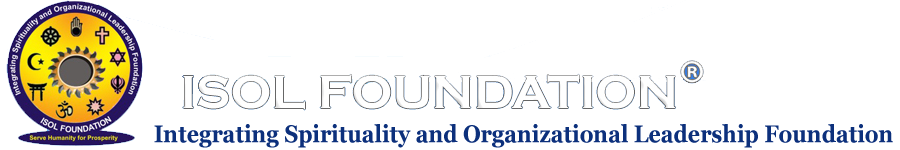 Integrating Spirituality and Organizational Leadership Foundation
ISOL FOUNDATION
Serve Humanity for Prosperity
ISOL FOUNDATION®
Integrating Spirituality and Organizational Leadership Foundation